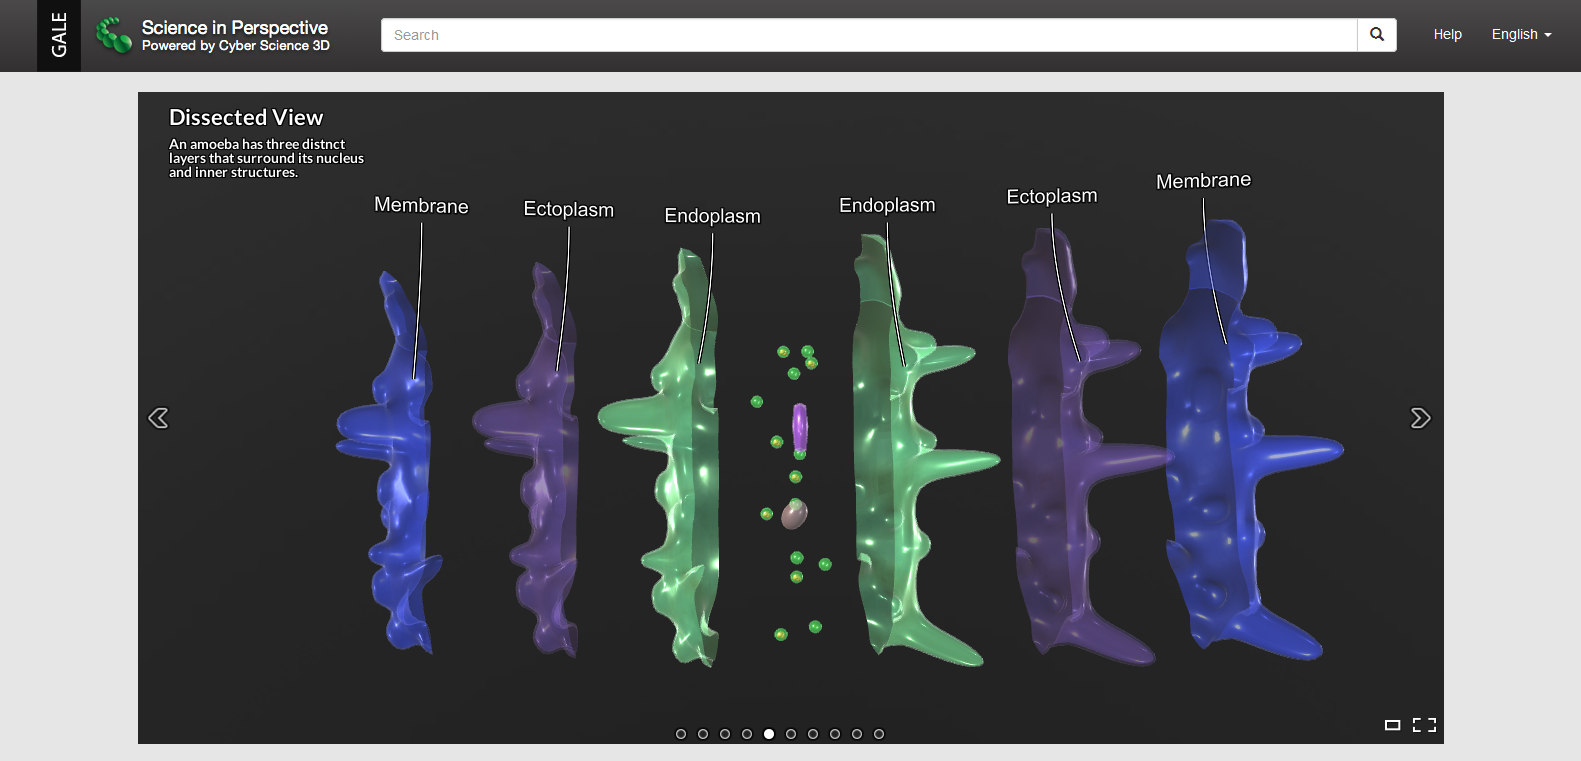 GALE
Science in Perspective
Powered by Cyber Science 3D
Search
Help
English
Dissected View
An amoeba has three distnct
layers that surround its nucleus
and inner structures.
Membrane
Ectoplasm
Endoplasm
Endoplasm
Ectoplasm
Membrane